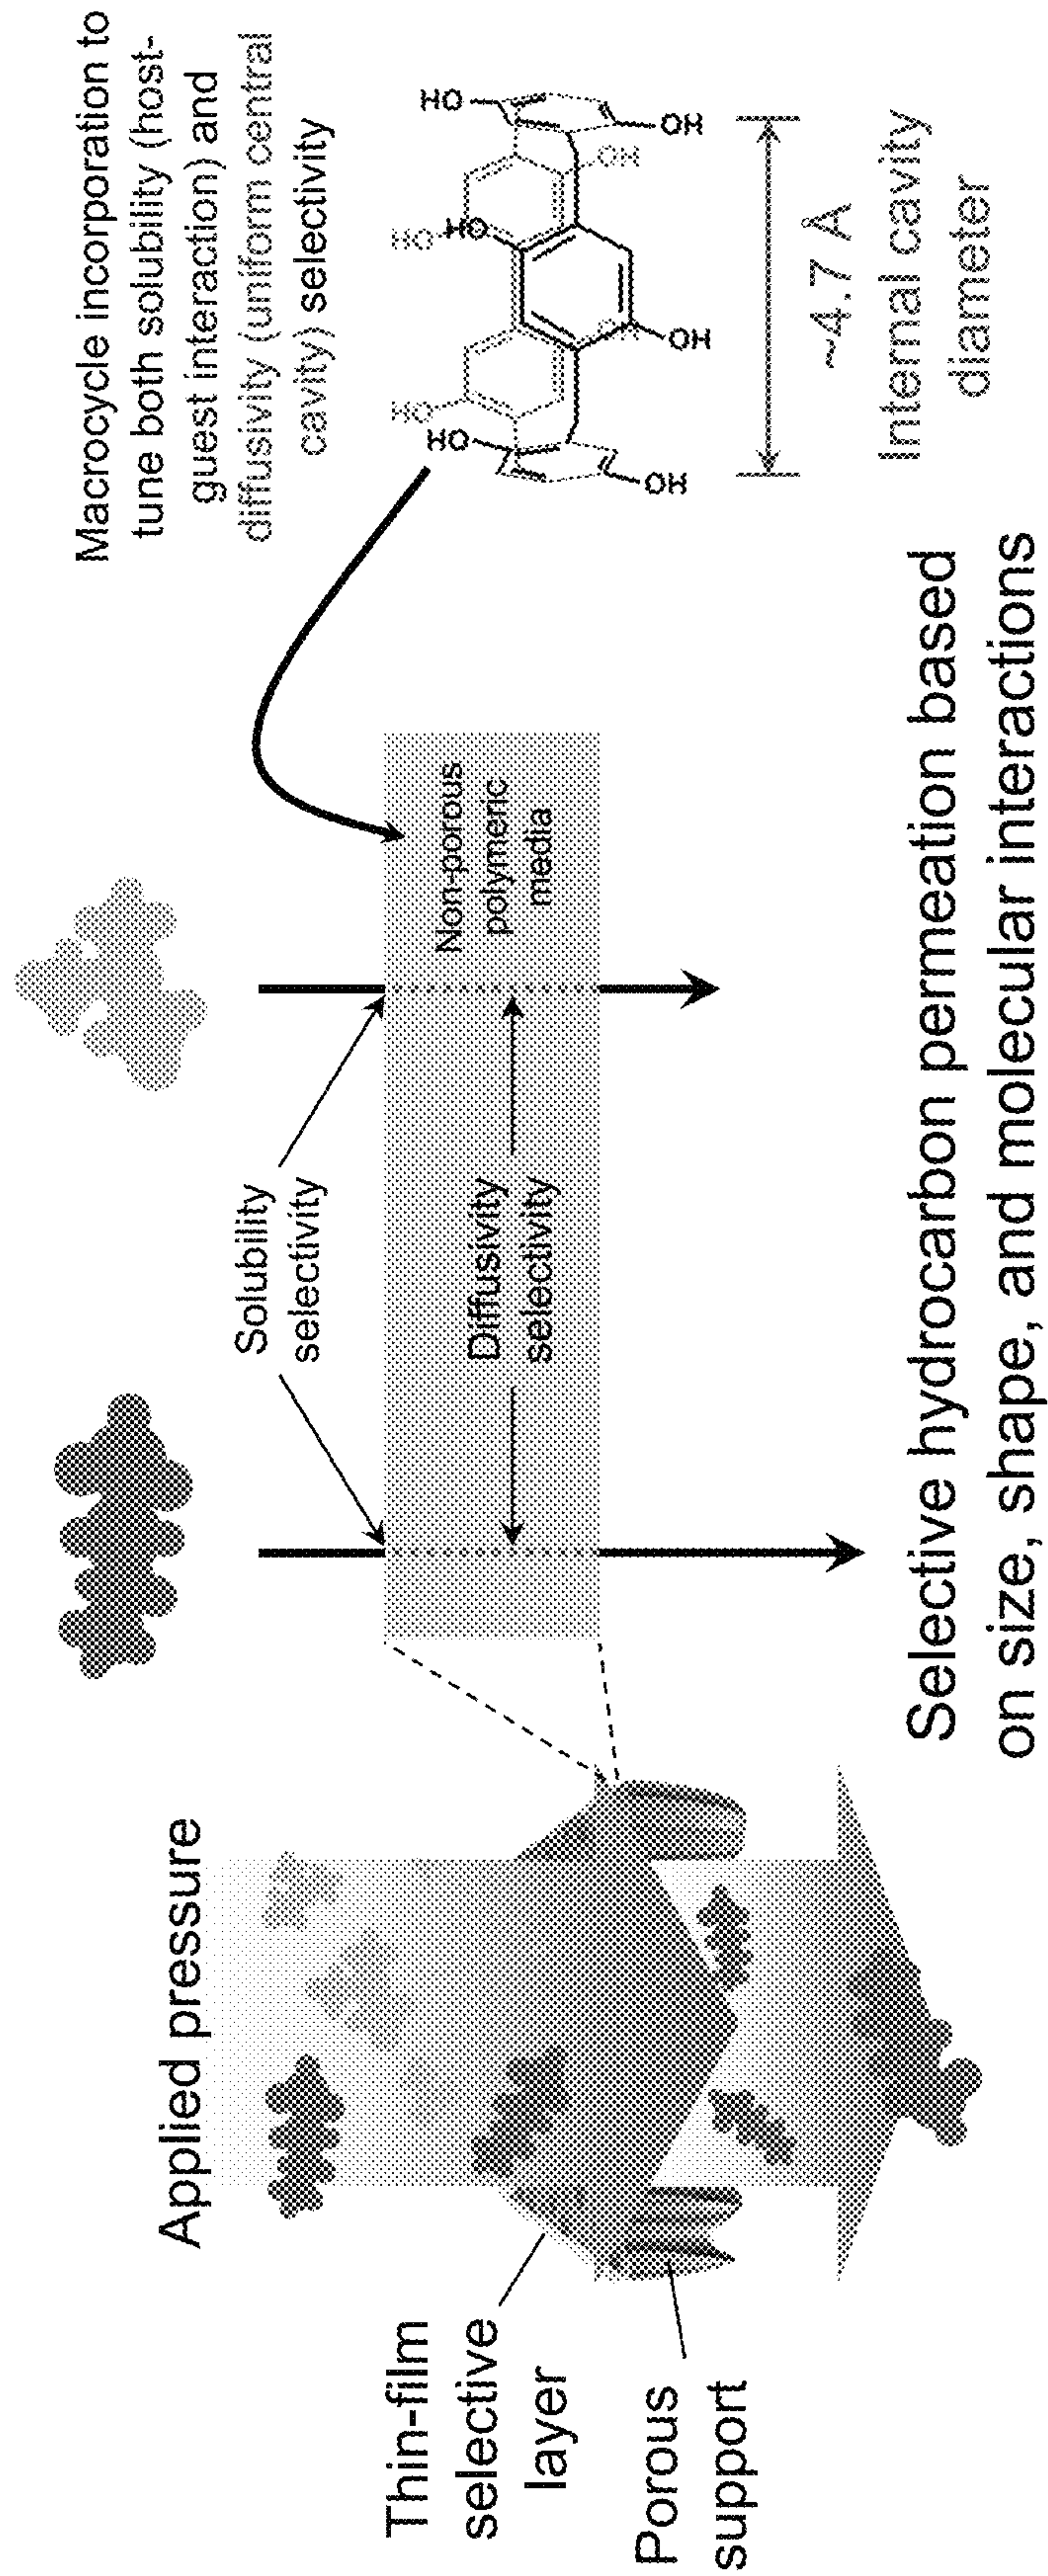 Applied pressure
Thin-film
selective
layer
Porous
support
Solubility
selectivity
Diffusivity
selectivity
Non-porous
polymeric
media
Macrocycle incorporation to
tune both solubility (host-
guest interaction) and
diffusivity (uniform central
cavity) selectivity
HO
HO
HO
HO
HO
OH
OH
OH
OH
OH
~4.7 Å
Internal cavity
diameter
Selective hydrocarbon permeation based
on size, shape, and molecular interactions